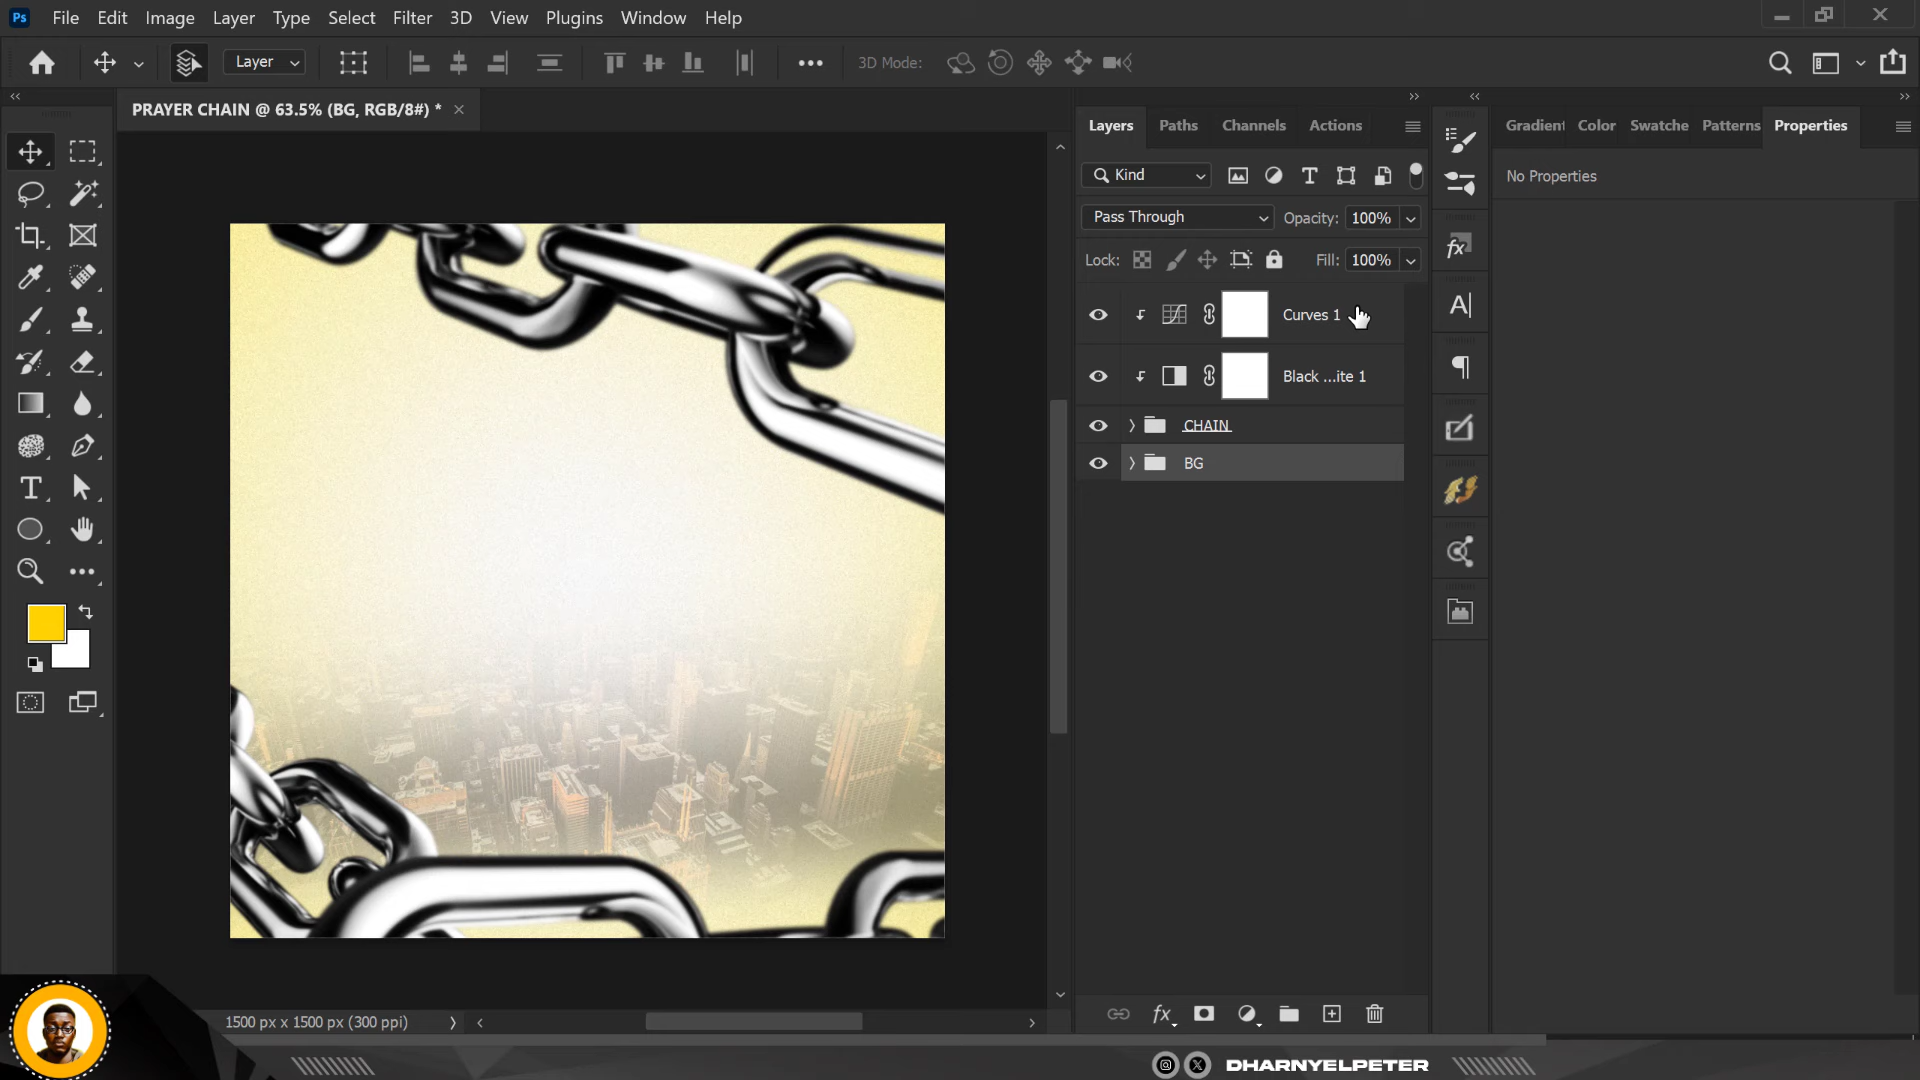 Ps File Edit Image Layer Type Select Filter 3D View Plugins Window Help
Layer 3D Mode:
PRAYER CHAIN @ 63.5% (BG, RGB/8#) *
Layers Paths Channels Actions
Gradient Color Swatche Patterns Properties
Kind
No Properties
Pass Through Opacity: 100%
Lock: Fill: 100%
Curves 1
Black ...ite 1
CHAIN
BG
1500 px x 1500 px (300 ppi)
DHARNYELPETER